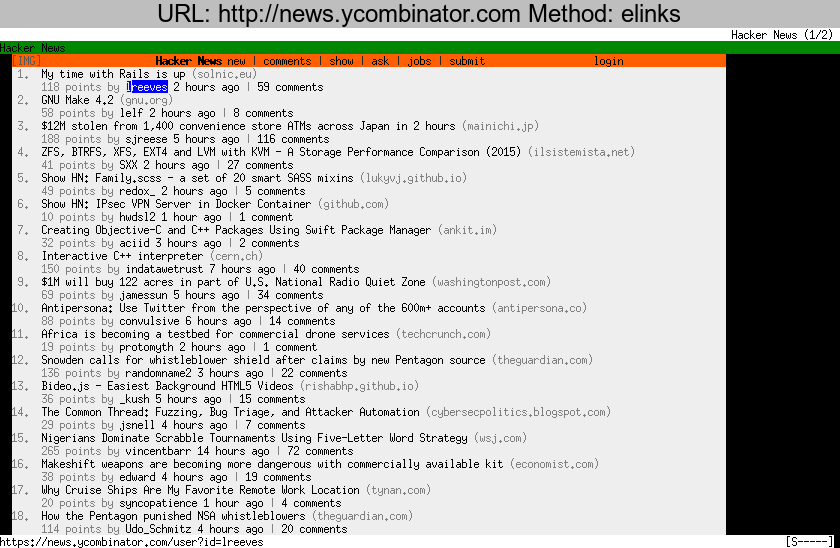 URL: http://news.ycombinator.com Method: elinks
Hacker News (1/2)
Hacker News
[IMG] Hacker News new | comments | show | ask | jobs | submit login
1. My time with Rails is up (solnic.eu)
118 points by lreeves 2 hours ago | 59 comments
2. GNU Make 4.2 (gnu.org)
58 points by lelf 2 hours ago | 8 comments
3. $12M stolen from 1,400 convenience store ATMs across Japan in 2 hours (mainichi.jp)
188 points by sjreese 5 hours ago | 116 comments
4. ZFS, BTRFS, XFS, EXT4 and LVM with KVM - A Storage Performance Comparison (2015) (ilsistemista.net)
41 points by SXX 2 hours ago | 27 comments
5. Show HN: Family.scss - a set of 20 smart SASS mixins (lukyvj.github.io)
49 points by redox_ 2 hours ago | 5 comments
6. Show HN: IPsec VPN Server in Docker Container (github.com)
10 points by hwdsl2 1 hour ago | 1 comment
7. Creating Objective-C and C++ Packages Using Swift Package Manager (ankit.im)
32 points by aciid 3 hours ago | 2 comments
8. Interactive C++ interpreter (cern.ch)
150 points by indatawetrust 7 hours ago | 40 comments
9. $1M will buy 122 acres in part of U.S. National Radio Quiet Zone (washingtonpost.com)
69 points by jamessun 5 hours ago | 34 comments
10. Antipersona: Use Twitter from the perspective of any of the 600m+ accounts (antipersona.co)
88 points by convulsive 6 hours ago | 14 comments
11. Africa is becoming a testbed for commercial drone services (techcrunch.com)
19 points by protomyth 2 hours ago | 1 comment
12. Snowden calls for whistleblower shield after claims by new Pentagon source (theguardian.com)
136 points by randomname2 3 hours ago | 22 comments
13. Bideo.js - Easiest Background HTML5 Videos (rishabhp.github.io)
36 points by _kush 5 hours ago | 15 comments
14. The Common Thread: Fuzzing, Bug Triage, and Attacker Automation (cybersecpolitics.blogspot.com)
29 points by jsnell 4 hours ago | 7 comments
15. Nigerians Dominate Scrabble Tournaments Using Five-Letter Word Strategy (wsj.com)
265 points by vincentbarr 14 hours ago | 72 comments
16. Makeshift weapons are becoming more dangerous with commercially available kit (economist.com)
38 points by edward 4 hours ago | 19 comments
17. Why Cruise Ships Are My Favorite Remote Work Location (tynan.com)
20 points by syncopatience 1 hour ago | 4 comments
18. How the Pentagon punished NSA whistleblowers (theguardian.com)
114 points by Udo_Schmitz 4 hours ago | 20 comments
https://news.ycombinator.com/user?id=lreeves [S-----]